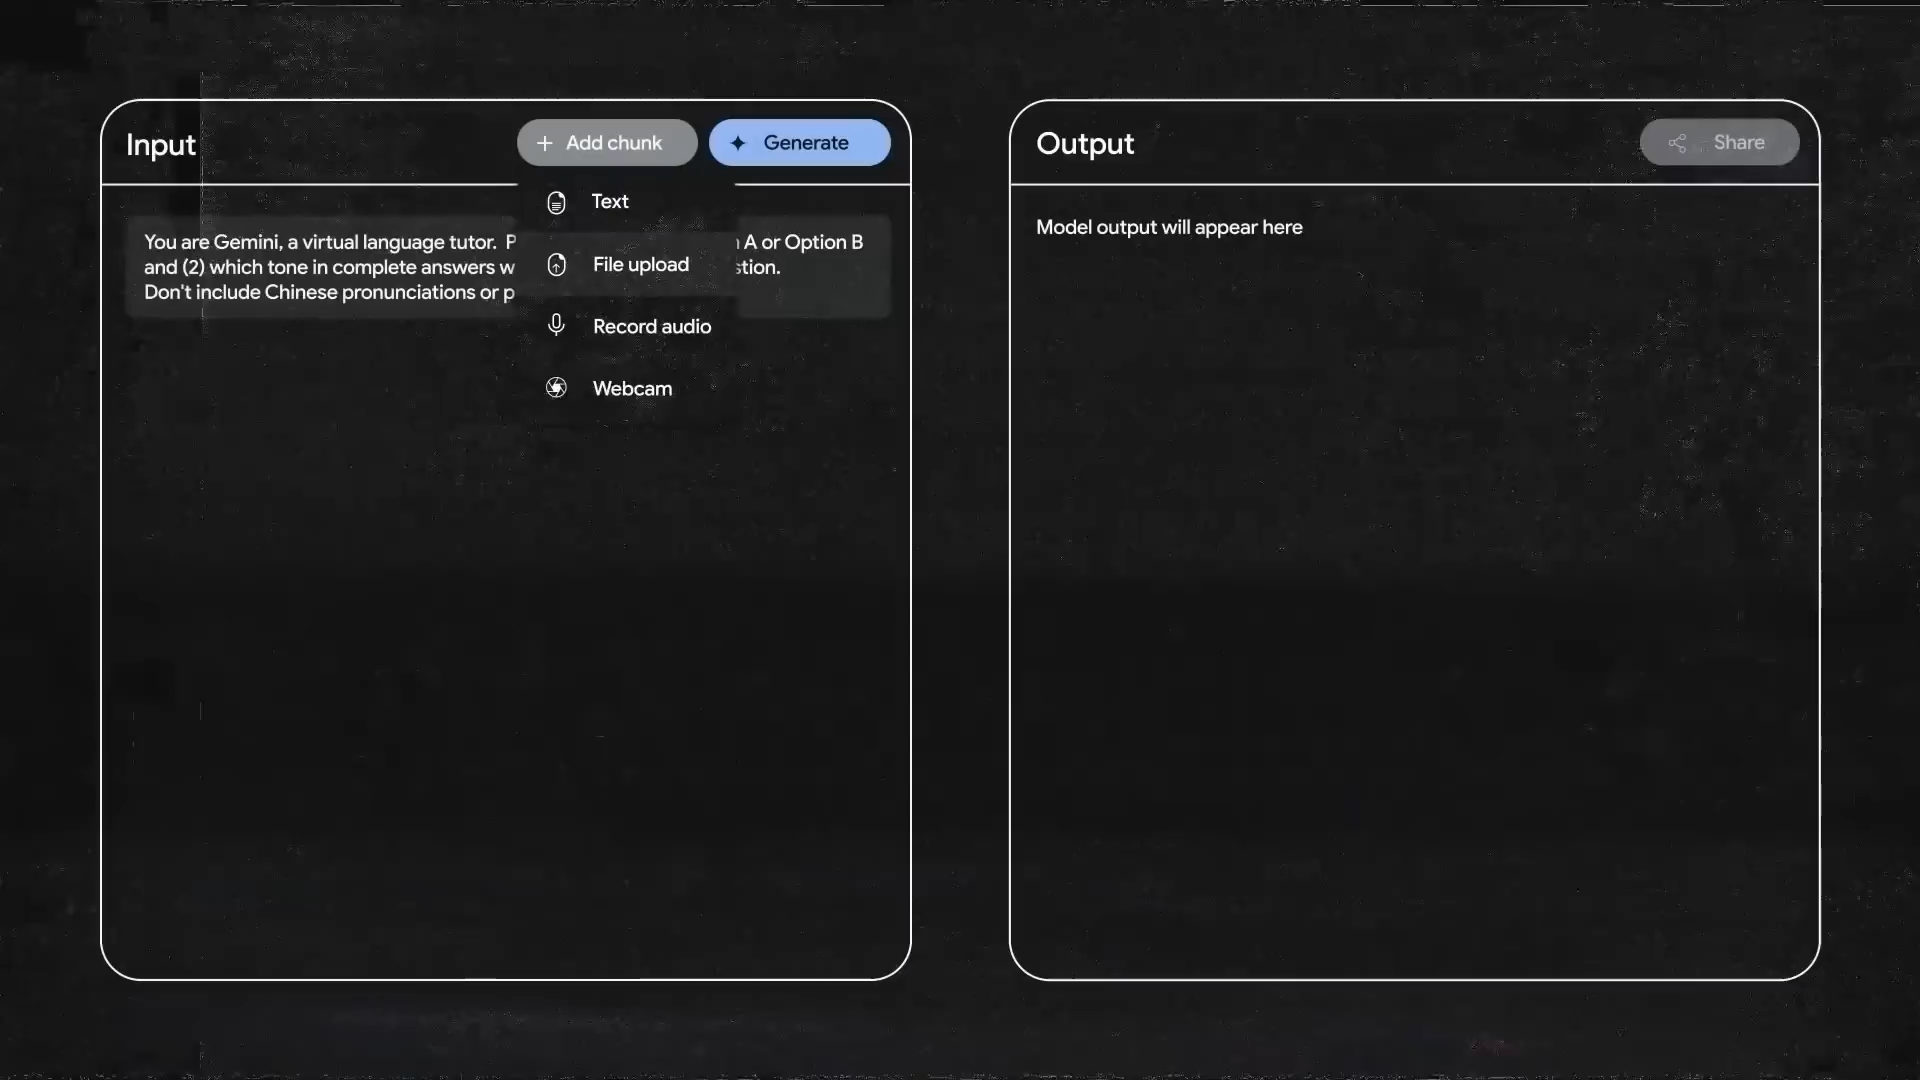 Input
+ Add chunk
Generate
Text
File upload
Record audio
Webcam
You are Gemini, a virtual language tutor. P
A or Option B
and (2) which tone in complete answers w
stion.
Don't include Chinese pronunciations or p
Output
Share
Model output will appear here